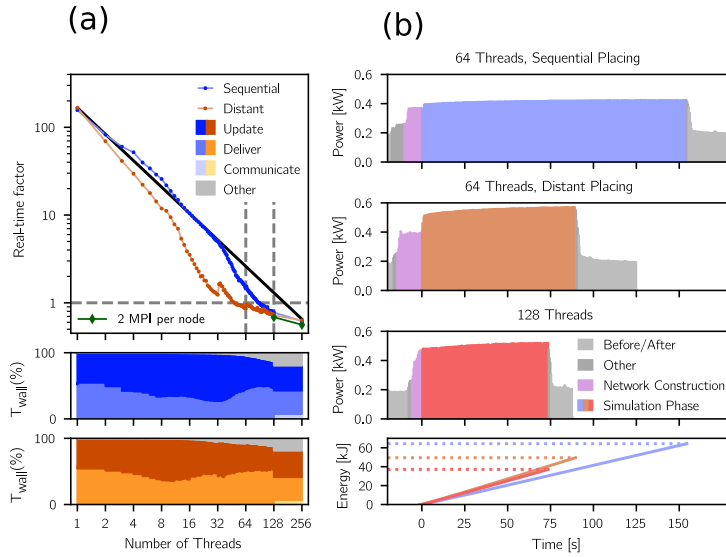 (a)
Real-time factor
100
10
1
Sequential
Distant
Update
Deliver
Communicate
Other
2 MPI per node
T_wall(%)
100
0
T_wall(%)
100
0
1
2
4
8
16
32
64
128
256
Number of Threads
(b)
64 Threads, Sequential Placing
Power [kW]
0.6
0.4
0.2
0.0
64 Threads, Distant Placing
Power [kW]
0.6
0.4
0.2
0.0
128 Threads
Power [kW]
0.6
0.4
0.2
0.0
Before/After
Other
Network Construction
Simulation Phase
Energy [kJ]
60
40
20
0
0
25
50
75
100
125
150
Time [s]